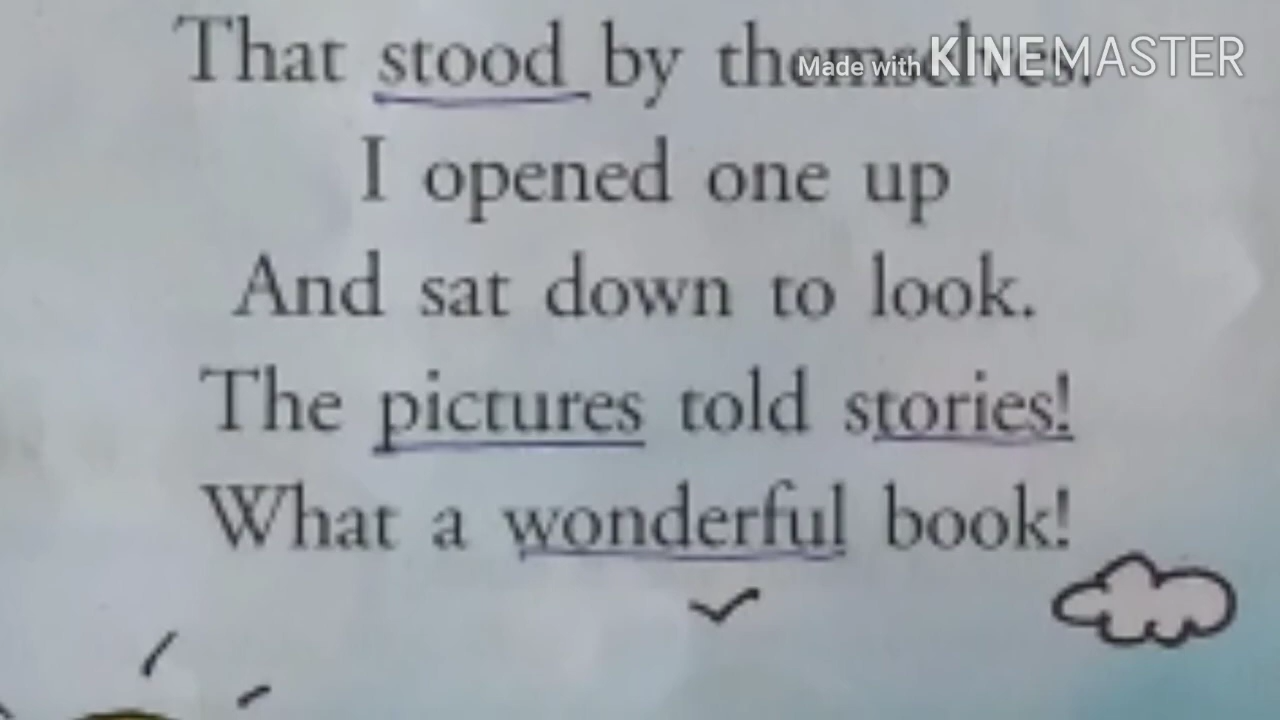 That stood by themselves.
Made with KINEMASTER
I opened one up
And sat down to look.
The pictures told stories!
What a wonderful book!